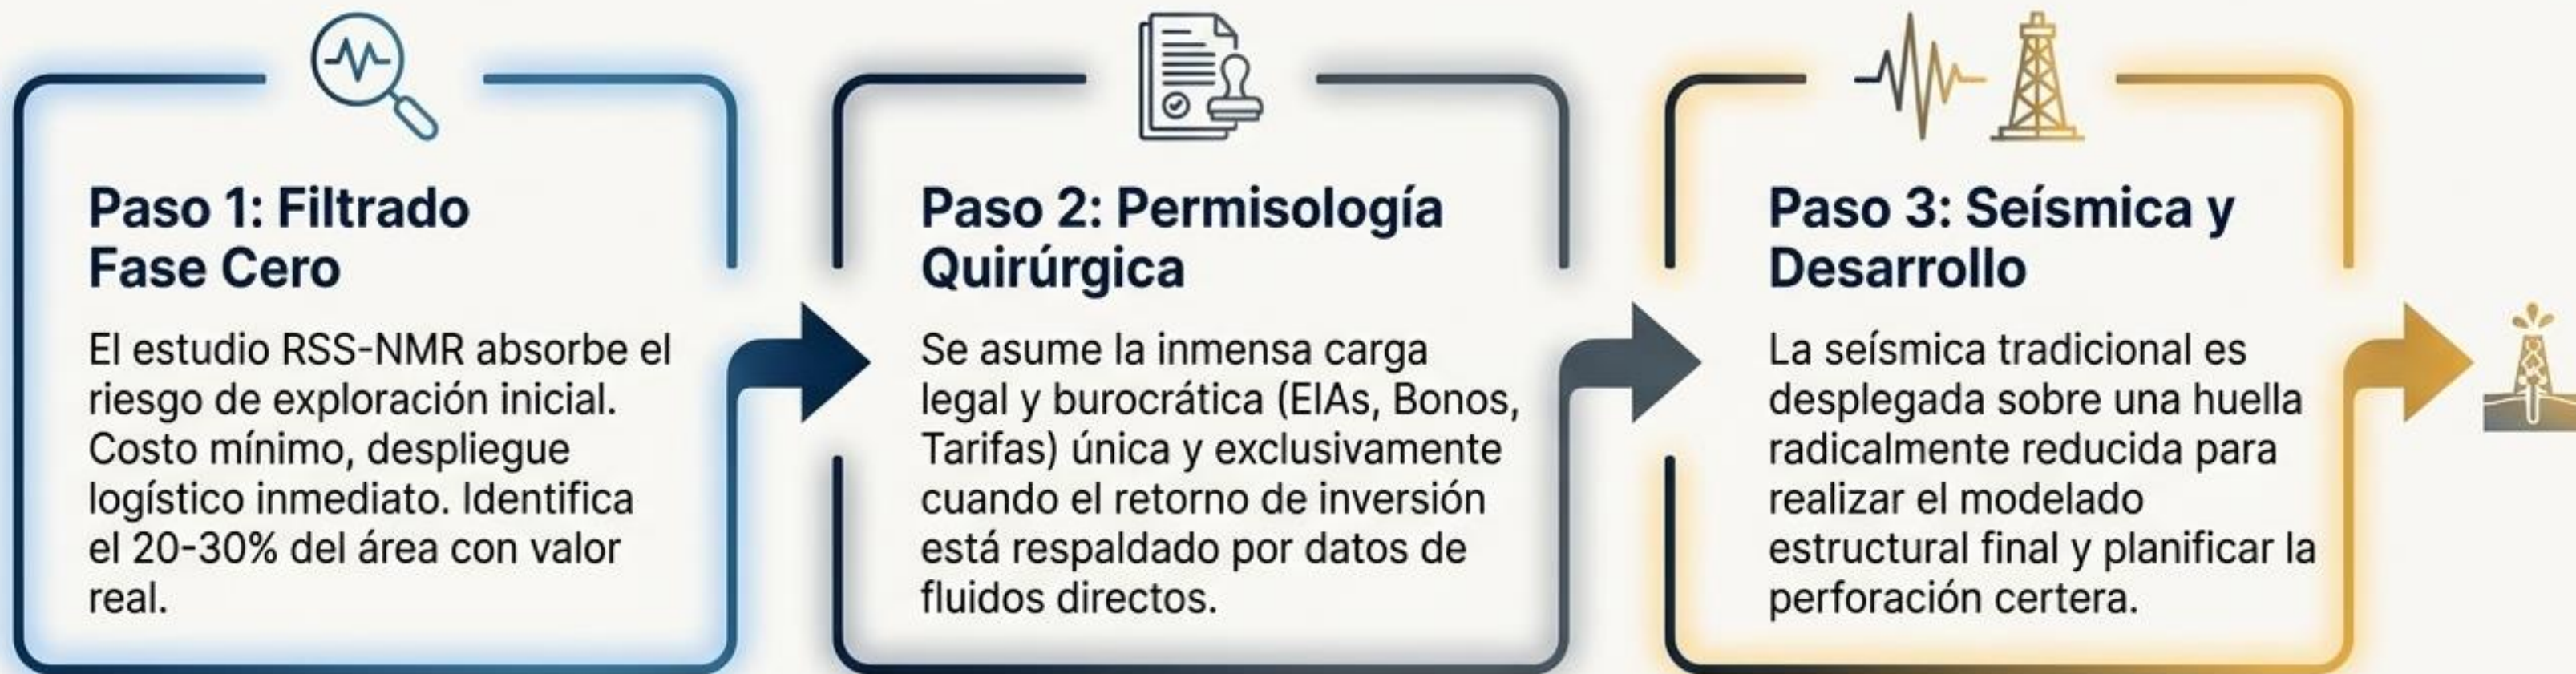 Paso 1: Filtrado
Fase Cero
El estudio RSS-NMR absorbe el
riesgo de exploración inicial.
Costo mínimo, despliegue
logístico inmediato. Identifica
el 20-30% del área con valor
real.
Paso 2: Permisología
Quirúrgica
Se asume la inmensa carga
legal y burocrática (EIAs, Bonos,
Tarifas) única y exclusivamente
cuando el retorno de inversión
está respaldado por datos de
fluidos directos.
Paso 3: Seísmica y
Desarrollo
La seísmica tradicional es
desplegada sobre una huella
radicalmente reducida para
realizar el modelado
estructural final y planificar la
perforación certera.